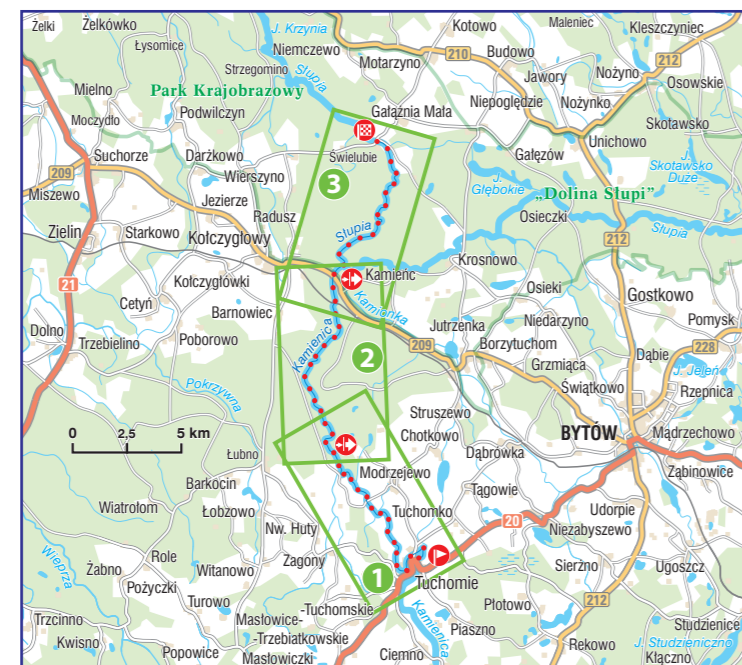 Żelki
Żelkówko
Łysomice
J. Krzynia
Niemczewo
Strzegomino
Słupia
Motarzyno
Kotowo
210
Budowo
Maleniec
Kleszczyniec
212
Jawory
Nożyno
Osowskie
Mielno
Park Krajobrazowy
Podwilczyn
Moczydło
Gałąźnia Mała
Niepoględzie
Nożynko
Skotawsko
Unichowo
Suchorze
Darżkowo
Świelubie
Gałęzów
J.
Skotawsko
Duże
209
Miszewo
Wierszyno
3
J.
Głębokie
„Dolina Słupi”
Jezierze
Radusz
Osieczki
Zielin
Starkowo
Kołczygłowy
Słupia
Słupia
212
21
Kołczygłówki
Kamieńc
Krosnowo
Osieki
Gostkowo
Cetyń
Barnowiec
Kamionka
Jutrzenka
Niedarzyno
Pomysk
Dolno
Trzebielino
Poborowo
Kamienica
2
209
Borzytuchom
Dąbie
228
Grzmiąca
J. Jeleń
Pokrzywna
Świątkowo
Rzepnica
0
2,5
5 km
Struszewo
Chotkowo
BYTÓW
Mądrzechowo
Łubno
Dąbrówka
Modrzejewo
Żabinowice
Barkocin
Tągowie
Wiatrołom
Łobzowo
Tuchomko
Udorpie
20
Nw. Huty
Niezabyszewo
Wieprza
Role
Zagony
Żabno
Witanowo
1
Sierżno
Ugoszcz
Pożyczki
Tuchomie
Turowo
Masłowice-
-Tuchomskie
Płotowo
212
Trzcinno
-Trzebiatkowskie
Kamienica
Piaszno
Studzienice
Kwisno
Popowice
Masłowiczki
Ciemno
Rekowo
J. Studzieniczno
Kłączno